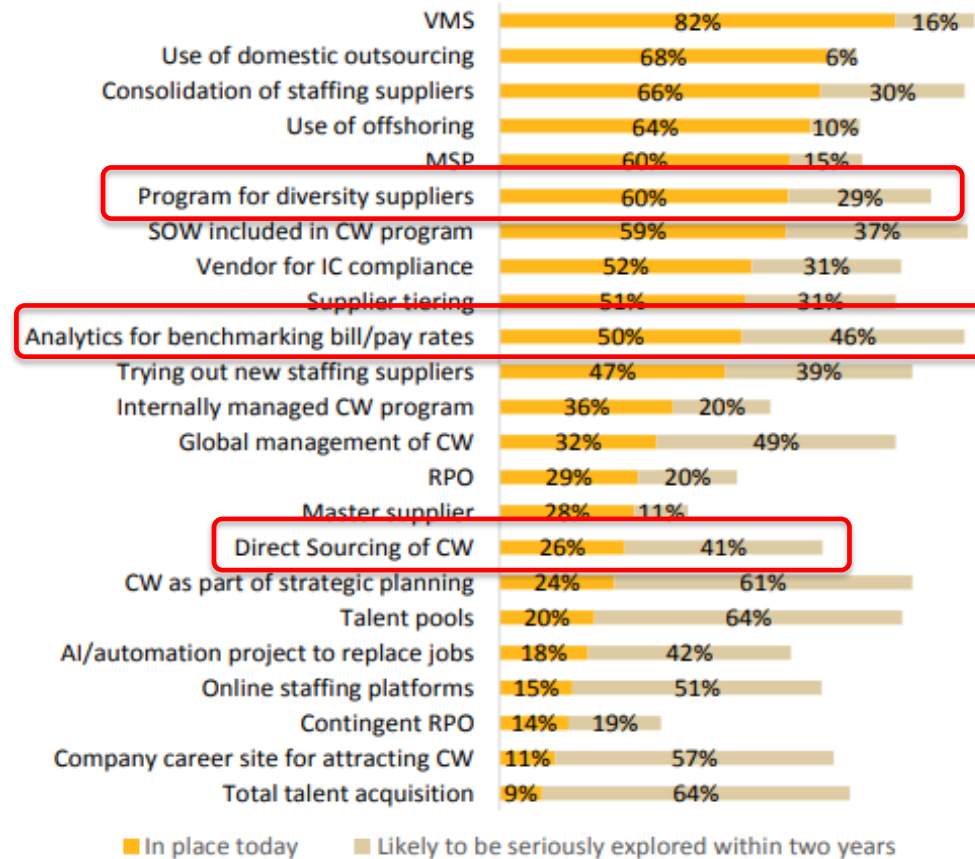 VMS 82% 16%
Use of domestic outsourcing 68% 6%
Consolidation of staffing suppliers 66% 30%
Use of offshoring 64% 10%
MSP 60% 15%
Program for diversity suppliers 60% 29%
SOW included in CW program 59% 37%
Vendor for IC compliance 52% 31%
Supplier tiering 51% 31%
Analytics for benchmarking bill/pay rates 50% 46%
Trying out new staffing suppliers 47% 39%
Internally managed CW program 36% 20%
Global management of CW 32% 49%
RPO 29% 20%
Master supplier 28% 11%
Direct Sourcing of CW 26% 41%
CW as part of strategic planning 24% 61%
Talent pools 20% 64%
AI/automation project to replace jobs 18% 42%
Online staffing platforms 15% 51%
Contingent RPO 14% 19%
Company career site for attracting CW 11% 57%
Total talent acquisition 9% 64%
In place today Likely to be seriously explored within two years